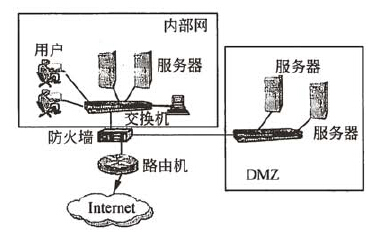 内部网
用户
服务器
交换机
防火墙
路由机
Internet
服务器
服务器
DMZ